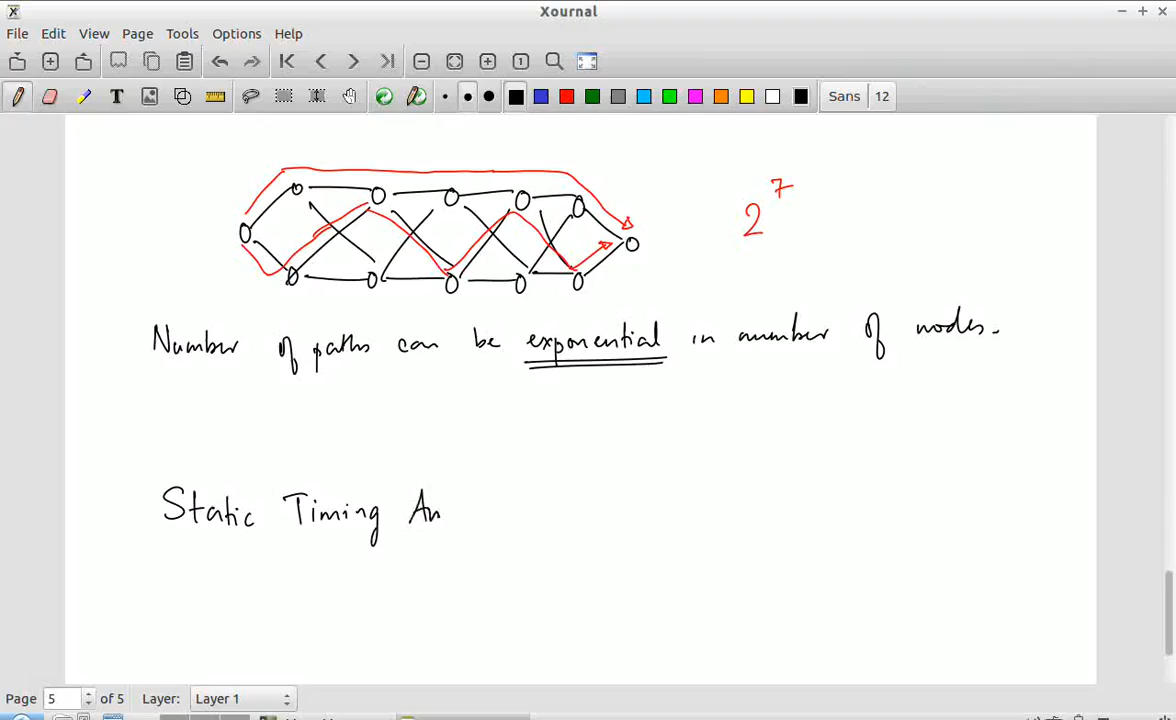 Xournal
File Edit View Page Tools Options Help
Sans 12
2^7
Number of paths can be exponential in number of nodes.
Static Timing An
Page 5 of 5 Layer: Layer 1